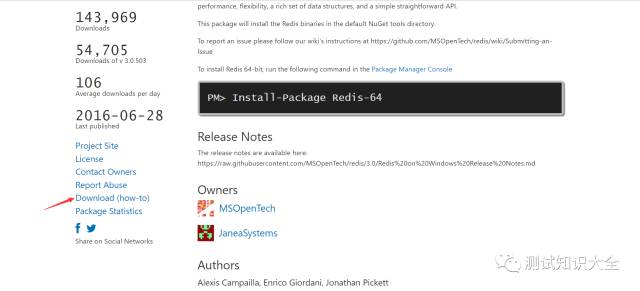 143,969
Downloads
54,705
Downloads of v 3.0.503
106
Average downloads per day
2016-06-28
Last published
Project Site
License
Contact Owners
Report Abuse
Download (how-to)
Package Statistics
Share on Social Networks
performance, flexibility, a rich set of data structures, and a simple straightforward API.
This package will install the Redis binaries in the default NuGet tools directory.
To report an issue please follow our wiki's instructions at https://github.com/MSOpenTech/redis/wiki/Submitting-an-
Issue
To install Redis 64-bit, run the following command in the Package Manager Console
PM> Install-Package Redis-64
Release Notes
The release notes are available here:
https://raw.githubusercontent.com/MSOpenTech/redis/3.0/Redis%20on%20Windows%20Release%20Notes.md
Owners
MSOpenTech
JaneaSystems
Authors
Alexis Campailla, Enrico Giordani, Jonathan Pickett
测试知识大全